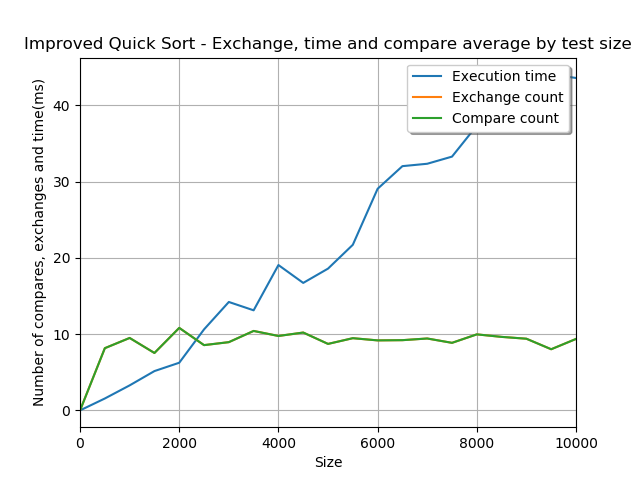 Improved Quick Sort - Exchange, time and compare average by test size
Execution time
Exchange count
Compare count
Number of compares, exchanges and time(ms)
40
30
20
10
0
0 2000 4000 6000 8000 10000
Size